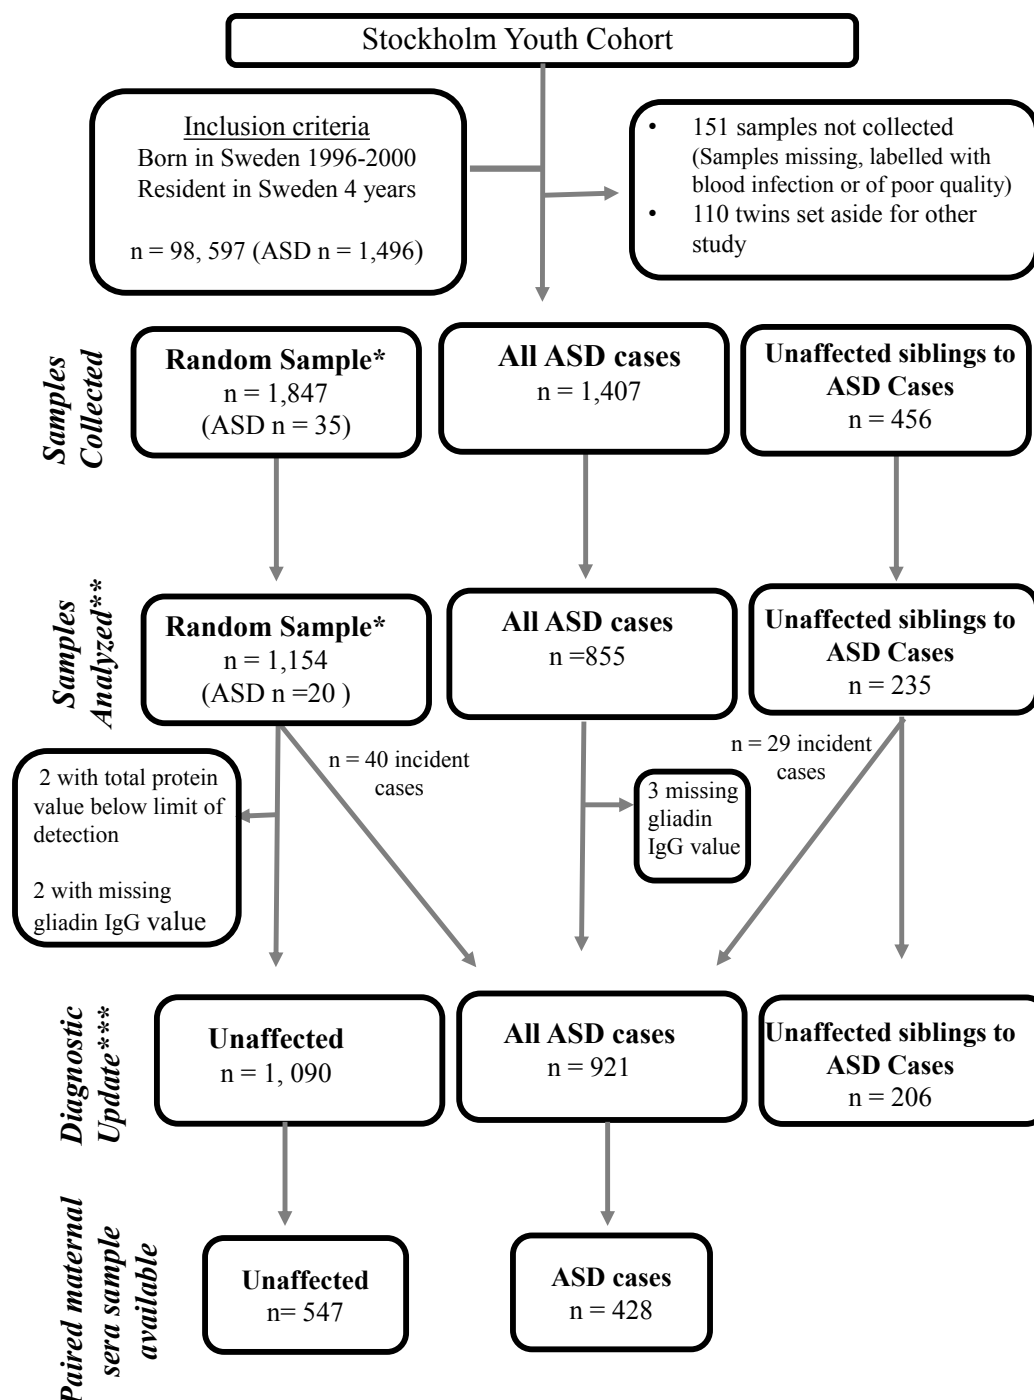 Stockholm Youth Cohort
Inclusion criteria
Born in Sweden 1996-2000
Resident in Sweden 4 years
n = 98, 597 (ASD n = 1,496)
• 151 samples not collected
(Samples missing, labelled with
blood infection or of poor quality)
• 110 twins set aside for other
study
Samples
Collected
Random Sample*
n = 1,847
(ASD n = 35)
All ASD cases
n = 1,407
Unaffected siblings to
ASD Cases
n = 456
Samples
Analyzed**
Random Sample*
n = 1,154
(ASD n =20 )
All ASD cases
n =855
Unaffected siblings to
ASD Cases
n = 235
2 with total protein
value below limit of
detection
2 with missing
gliadin IgG value
n = 40 incident
cases
3 missing
gliadin
IgG value
n = 29 incident
cases
Diagnostic
Update***
Unaffected
n = 1, 090
All ASD cases
n = 921
Unaffected siblings to
ASD Cases
n = 206
Paired maternal
sera sample
available
Unaffected
n= 547
ASD cases
n = 428